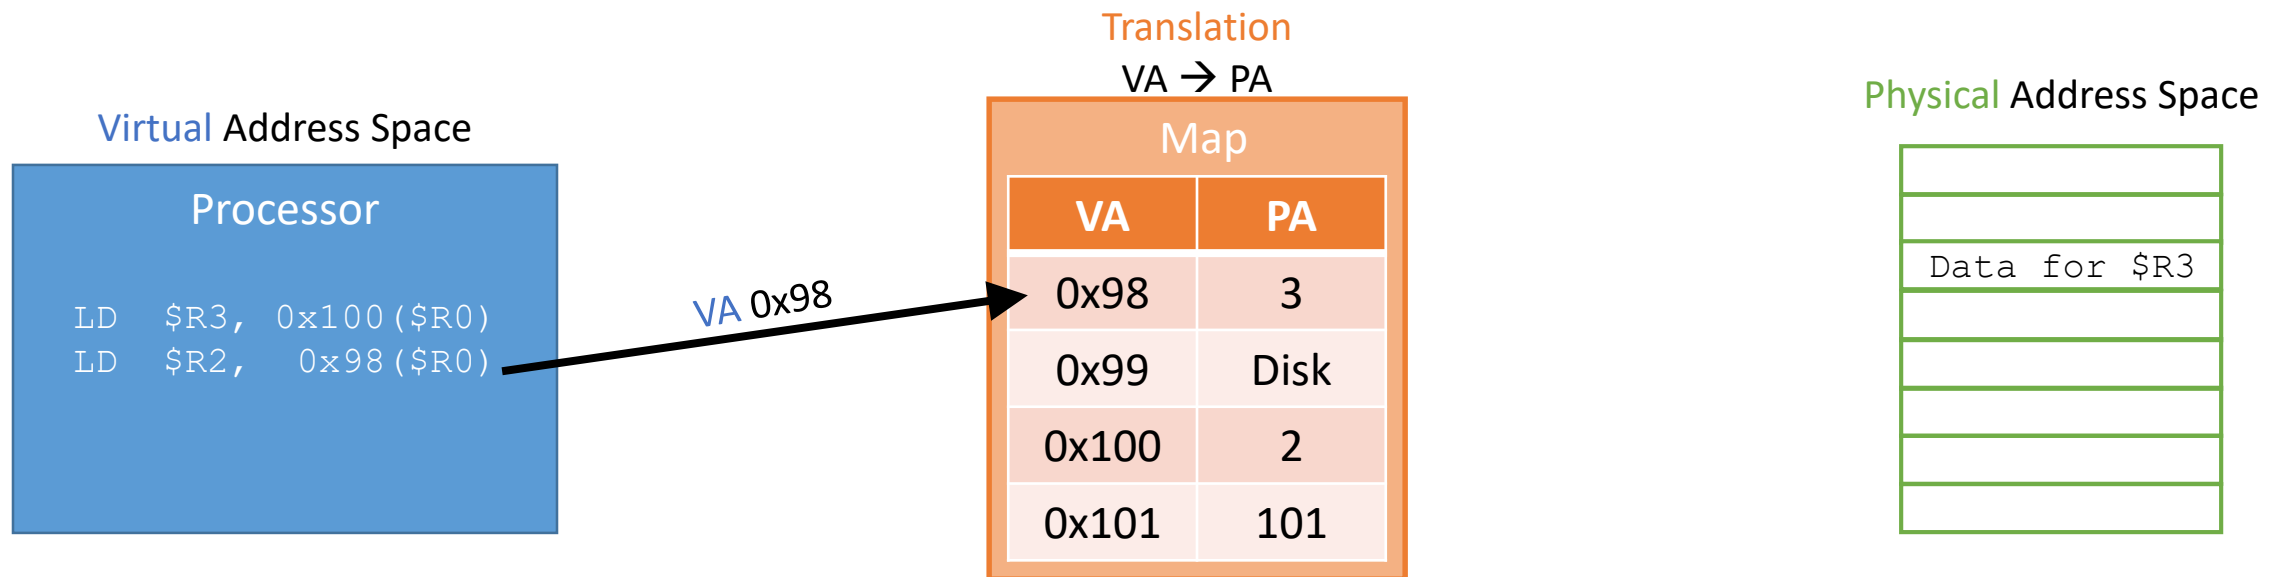 Translation
VA → PA
Virtual Address Space
Physical Address Space
Processor
LD $R3, 0x100($R0)
LD $R2, 0x98($R0)
VA 0x98
Map
VA PA
0x98 3
0x99 Disk
0x100 2
0x101 101
Data for $R3